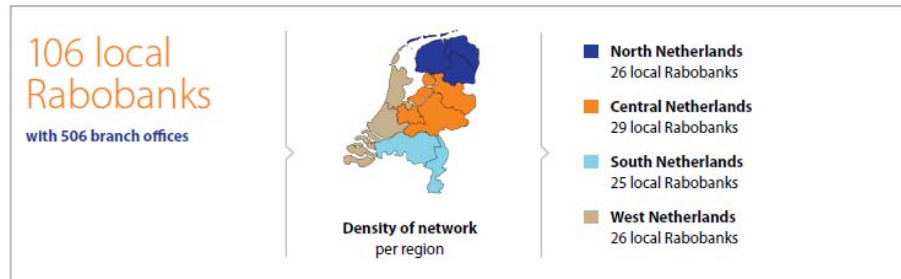 106 local
Rabobanks
with 506 branch offices
Density of network
per region
North Netherlands
26 local Rabobanks
Central Netherlands
29 local Rabobanks
South Netherlands
25 local Rabobanks
West Netherlands
26 local Rabobanks